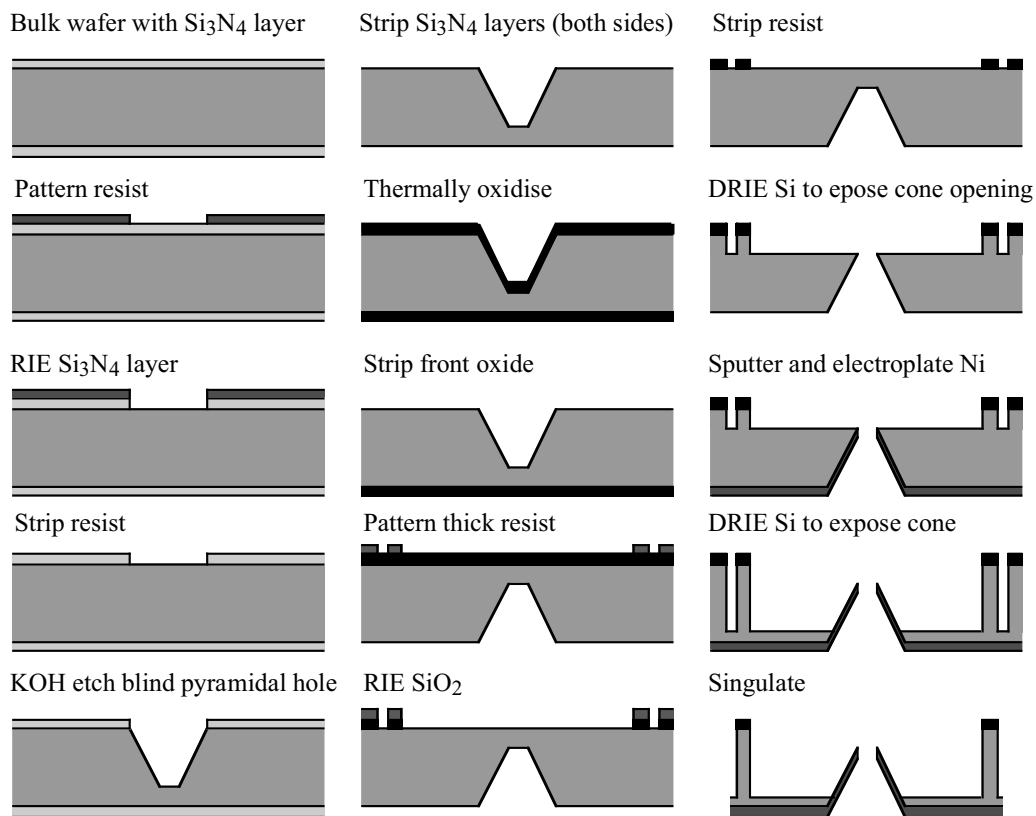 Bulk wafer with Si₃N₄ layer
Pattern resist
RIE Si₃N₄ layer
Strip resist
KOH etch blind pyramidal hole
Strip Si₃N₄ layers (both sides)
Thermally oxidise
Strip front oxide
Pattern thick resist
RIE SiO₂
Strip resist
DRIE Si to epose cone opening
Sputter and electroplate Ni
DRIE Si to expose cone
Singulate